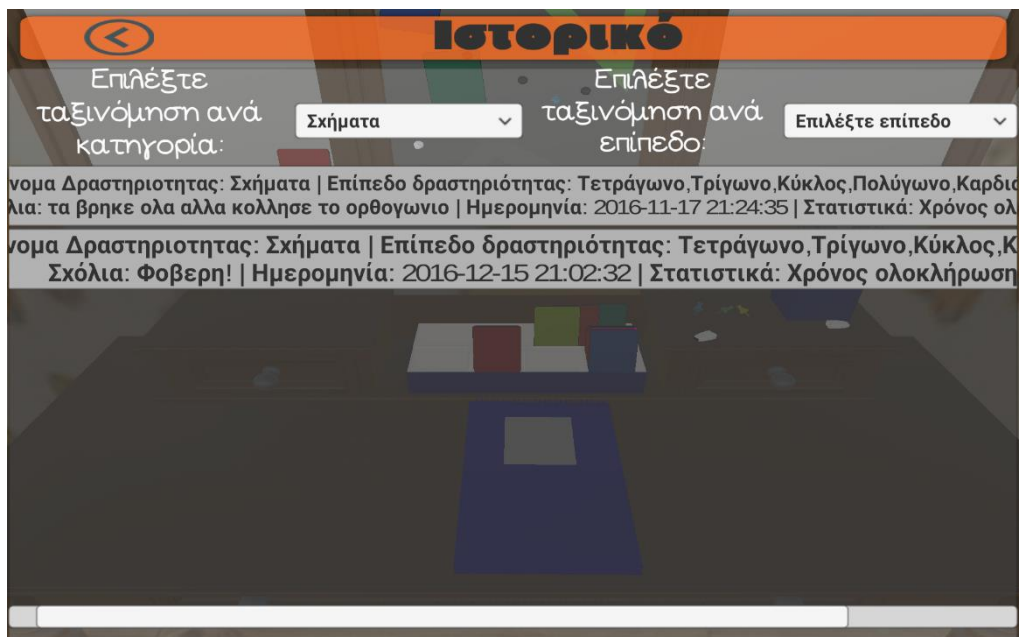 Ιστορικό
Επιλέξτε
ταξινόμηση ανά
κατηγορία:
Σχήματα
Επιλέξτε
ταξινόμηση ανά
επίπεδο:
Επιλέξτε επίπεδο
νομα Δραστηριοτητας: Σχήματα | Επίπεδο δραστηριότητας: Τετράγωνο,Τρίγωνο,Κύκλος,Πολύγωνο,Καρδι
λια: τα βρηκε ολα αλλα κολλησε το ορθογωνιο | Ημερομηνία: 2016-11-17 21:24:35 | Στατιστικά: Χρόνος ολ
νομα Δραστηριοτητας: Σχήματα | Επίπεδο δραστηριότητας: Τετράγωνο,Τρίγωνο,Κύκλος,Κ
Σχόλια: Φοβερη! | Ημερομηνία: 2016-12-15 21:02:32 | Στατιστικά: Χρόνος ολοκλήρωση